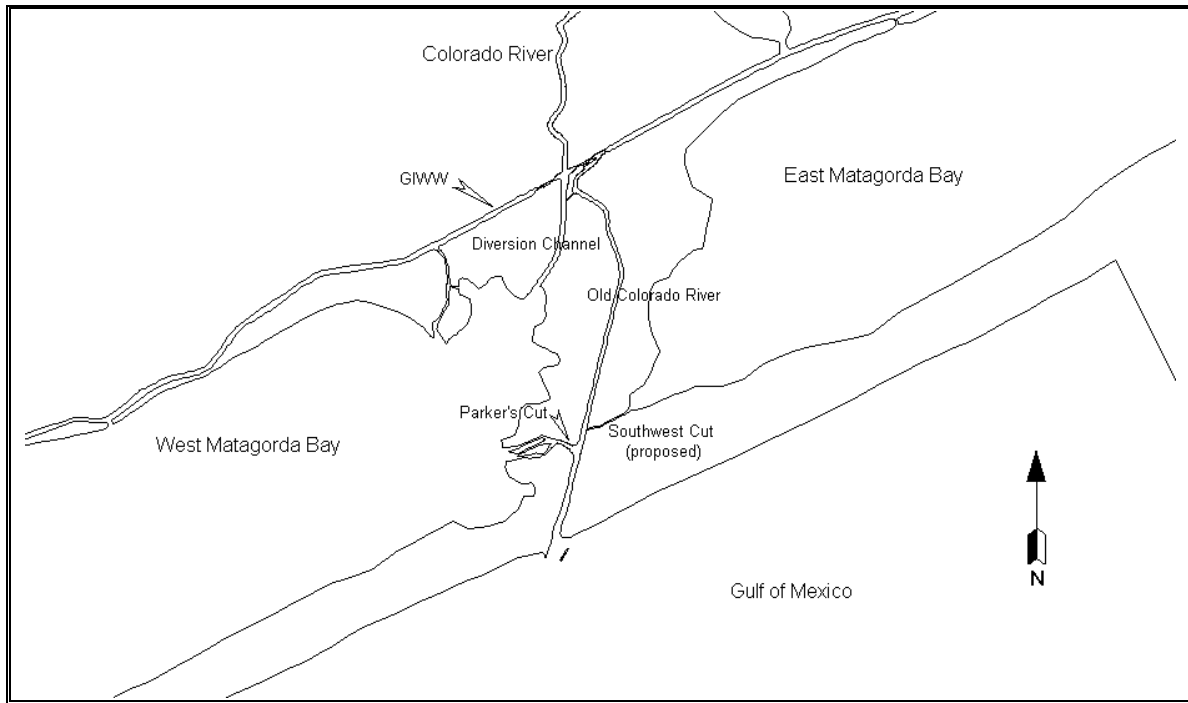 Colorado River
GIWW
East Matagorda Bay
Diversion Channel
Old Colorado River
Parker's Cut
Southwest Cut
(proposed)
West Matagorda Bay
Gulf of Mexico
N